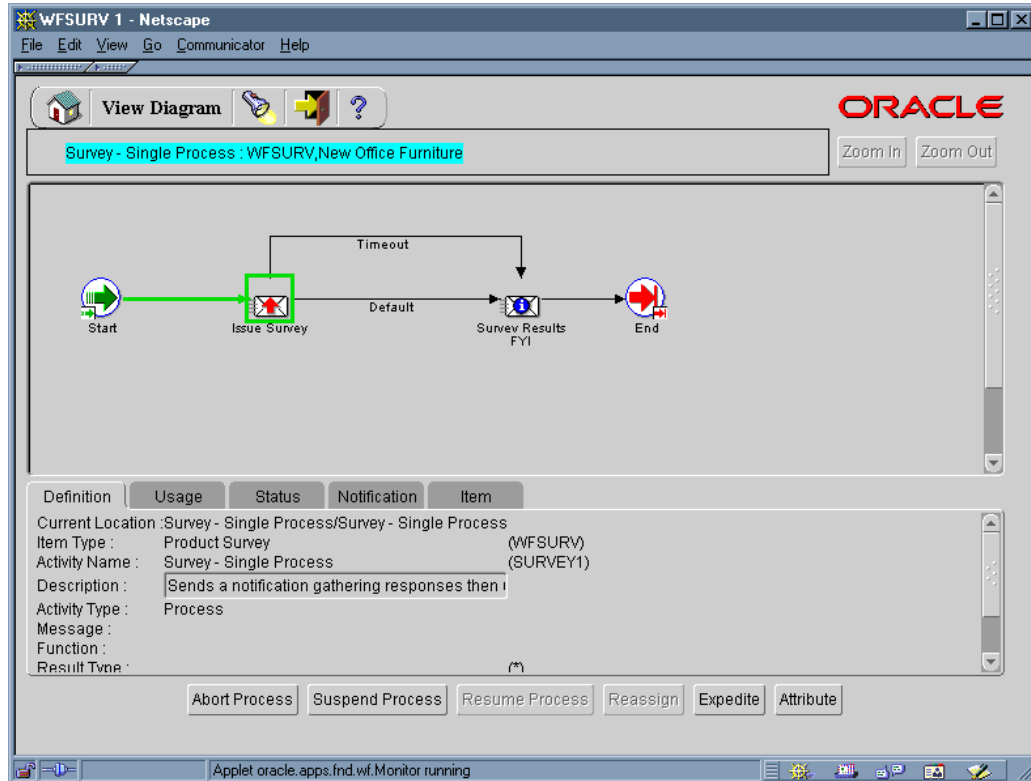 WFSURV 1 - Netscape
File Edit View Go Communicator Help
View Diagram ? ORACLE
Survey - Single Process : WFSURV,New Office Furniture Zoom In Zoom Out
Timeout
Default
Start Issue Survey Survey Results End
FYI
Definition Usage Status Notification Item
Current Location :Survey - Single Process/Survey - Single Process
Item Type : Product Survey (WFSURV)
Activity Name : Survey - Single Process (SURVEY1)
Description : Sends a notification gathering responses then
Activity Type : Process
Message :
Function :
Result Type : (*)
Abort Process Suspend Process Resume Process Reassign Expedite Attribute
Applet oracle.apps.fnd.wf.Monitor running